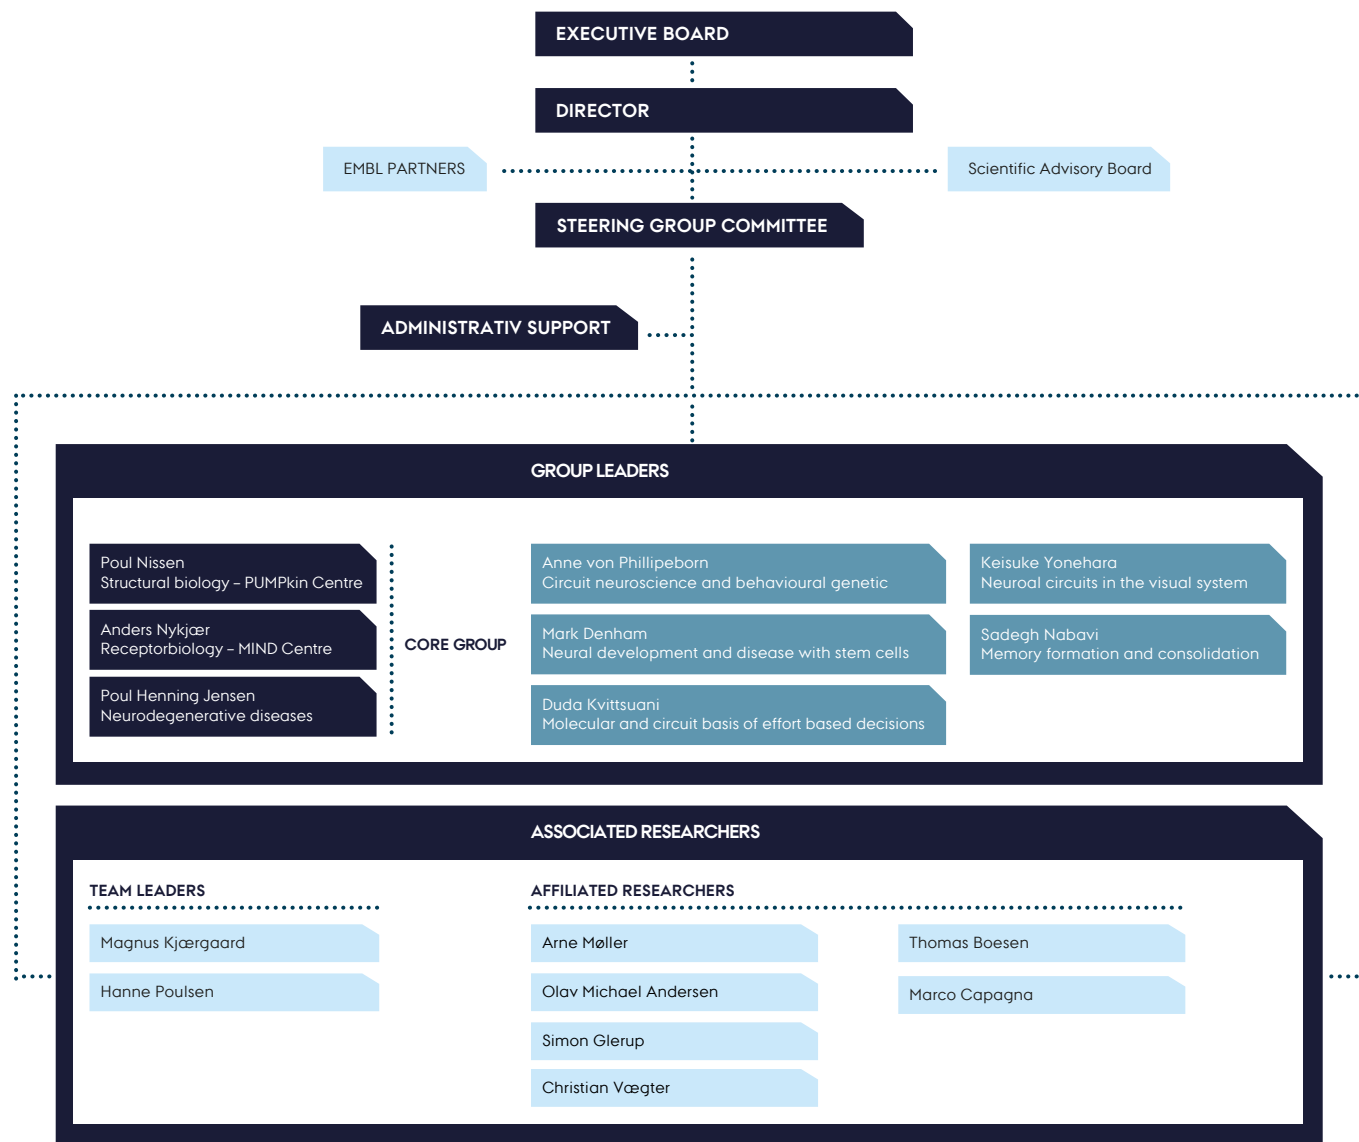 EXECUTIVE BOARD
DIRECTOR
EMBL PARTNERS
Scientific Advisory Board
STEERING GROUP COMMITTEE
ADMINISTRATIV SUPPORT
GROUP LEADERS
Poul Nissen
Structural biology – PUMPkin Centre
Anders Nykjær
Receptorbiology – MIND Centre
Poul Henning Jensen
Neurodegenerative diseases
CORE GROUP
Anne von Phillipeborn
Circuit neuroscience and behavioural genetic
Mark Denham
Neural development and disease with stem cells
Duda Kvittsuani
Molecular and circuit basis of effort based decisions
Keisuke Yonehara
Neuroal circuits in the visual system
Sadegh Nabavi
Memory formation and consolidation
ASSOCIATED RESEARCHERS
TEAM LEADERS
Magnus Kjærgaard
Hanne Poulsen
AFFILIATED RESEARCHERS
Arne Møller
Olav Michael Andersen
Simon Glerup
Christian Vægter
Thomas Boesen
Marco Capagna